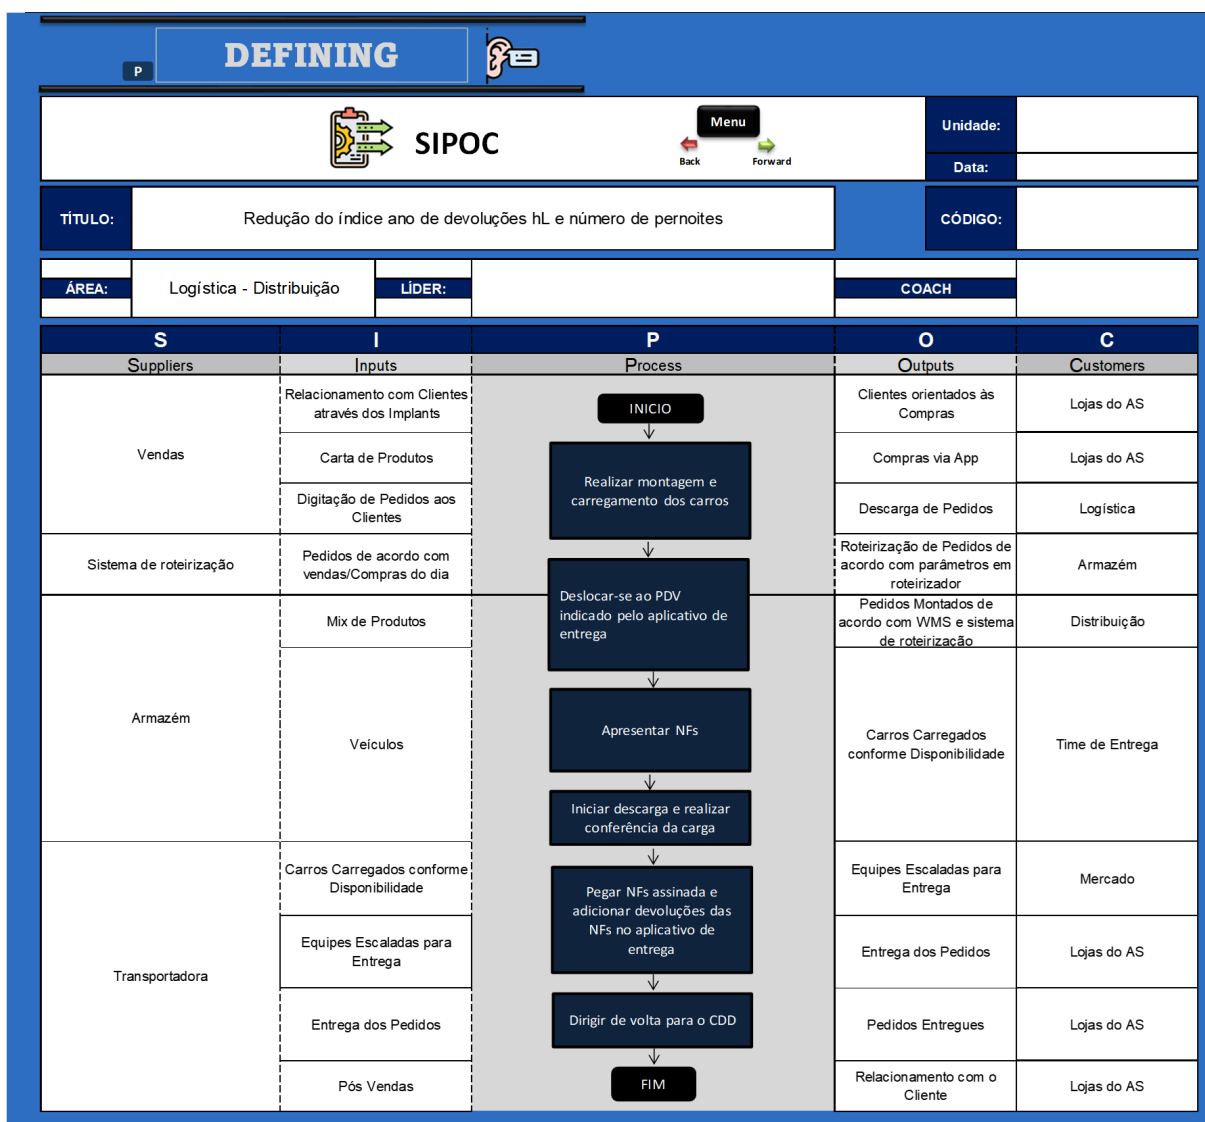 DEFINING
P
SIPOC
Menu
Back
Forward
Unidade:
Data:
TÍTULO:
Redução do índice ano de devoluções hL e número de pernoites
CÓDIGO:
ÁREA:
Logística - Distribuição
LÍDER:
COACH
S
I
P
O
C
Suppliers
Inputs
Process
Outputs
Customers
Vendas
Relacionamento com Clientes
através dos Implants
Carta de Produtos
Digitação de Pedidos aos
Clientes
Sistema de roteirização
Pedidos de acordo com
vendas/Compras do dia
Armazém
Mix de Produtos
Veículos
Transportadora
Carros Carregados conforme
Disponibilidade
Equipes Escaladas para
Entrega
Entrega dos Pedidos
Pós Vendas
INICIO
Realizar montagem e
carregamento dos carros
Deslocar-se ao PDV
indicado pelo aplicativo de
entrega
Apresentar NFs
Iniciar descarga e realizar
conferência da carga
Pegar NFs assinada e
adicionar devoluções das
NFs no aplicativo de
entrega
Dirigir de volta para o CDD
FIM
Clientes orientados às
Compras
Lojas do AS
Compras via App
Lojas do AS
Descarga de Pedidos
Logística
Roteirização de Pedidos de
acordo com parâmetros em
roteirizador
Armazém
Pedidos Montados de
acordo com WMS e sistema
de roteirização
Distribuição
Carros Carregados
conforme Disponibilidade
Time de Entrega
Equipes Escaladas para
Entrega
Mercado
Entrega dos Pedidos
Lojas do AS
Pedidos Entregues
Lojas do AS
Relacionamento com o
Cliente
Lojas do AS